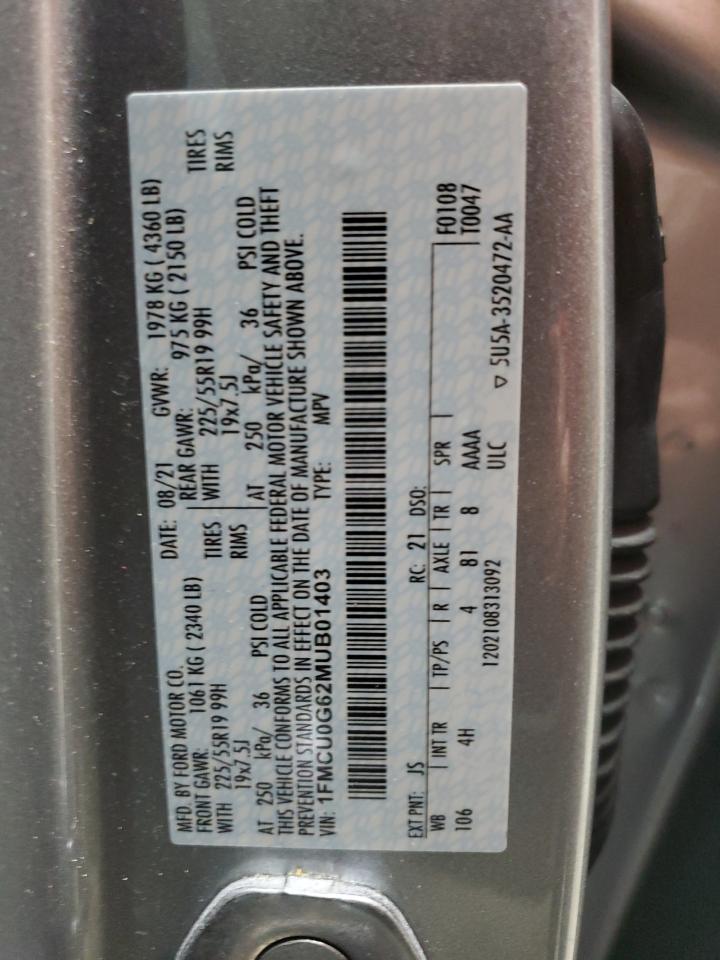 MFD. BY FORD MOTOR CO.
DATE: 08/21 GVWR: 1978 KG ( 4360 LB)
FRONT GAWR: 1061 KG ( 2340 LB)
REAR GAWR: 975 KG ( 2150 LB)
WITH 225/55R19 99H TIRES
WITH 225/55R19 99H TIRES
19x7.5J RIMS
19x7.5J RIMS
AT 250 kPa/ 36 PSI COLD
AT 250 kPa/ 36 PSI COLD
THIS VEHICLE CONFORMS TO ALL APPLICABLE FEDERAL MOTOR VEHICLE SAFETY AND THEFT
PREVENTION STANDARDS IN EFFECT ON THE DATE OF MANUFACTURE SHOWN ABOVE.
VIN: 1FMCU0G62MUB01403 TYPE: MPV
EXT PNT: JS RC: 21 DSO: F0108
WB INT TR TP/PS R AXLE TR SPR T0047
106 4H 4 81 8 AAAA
1202108313092 ULC ▽ 5U5A-3520472-AA